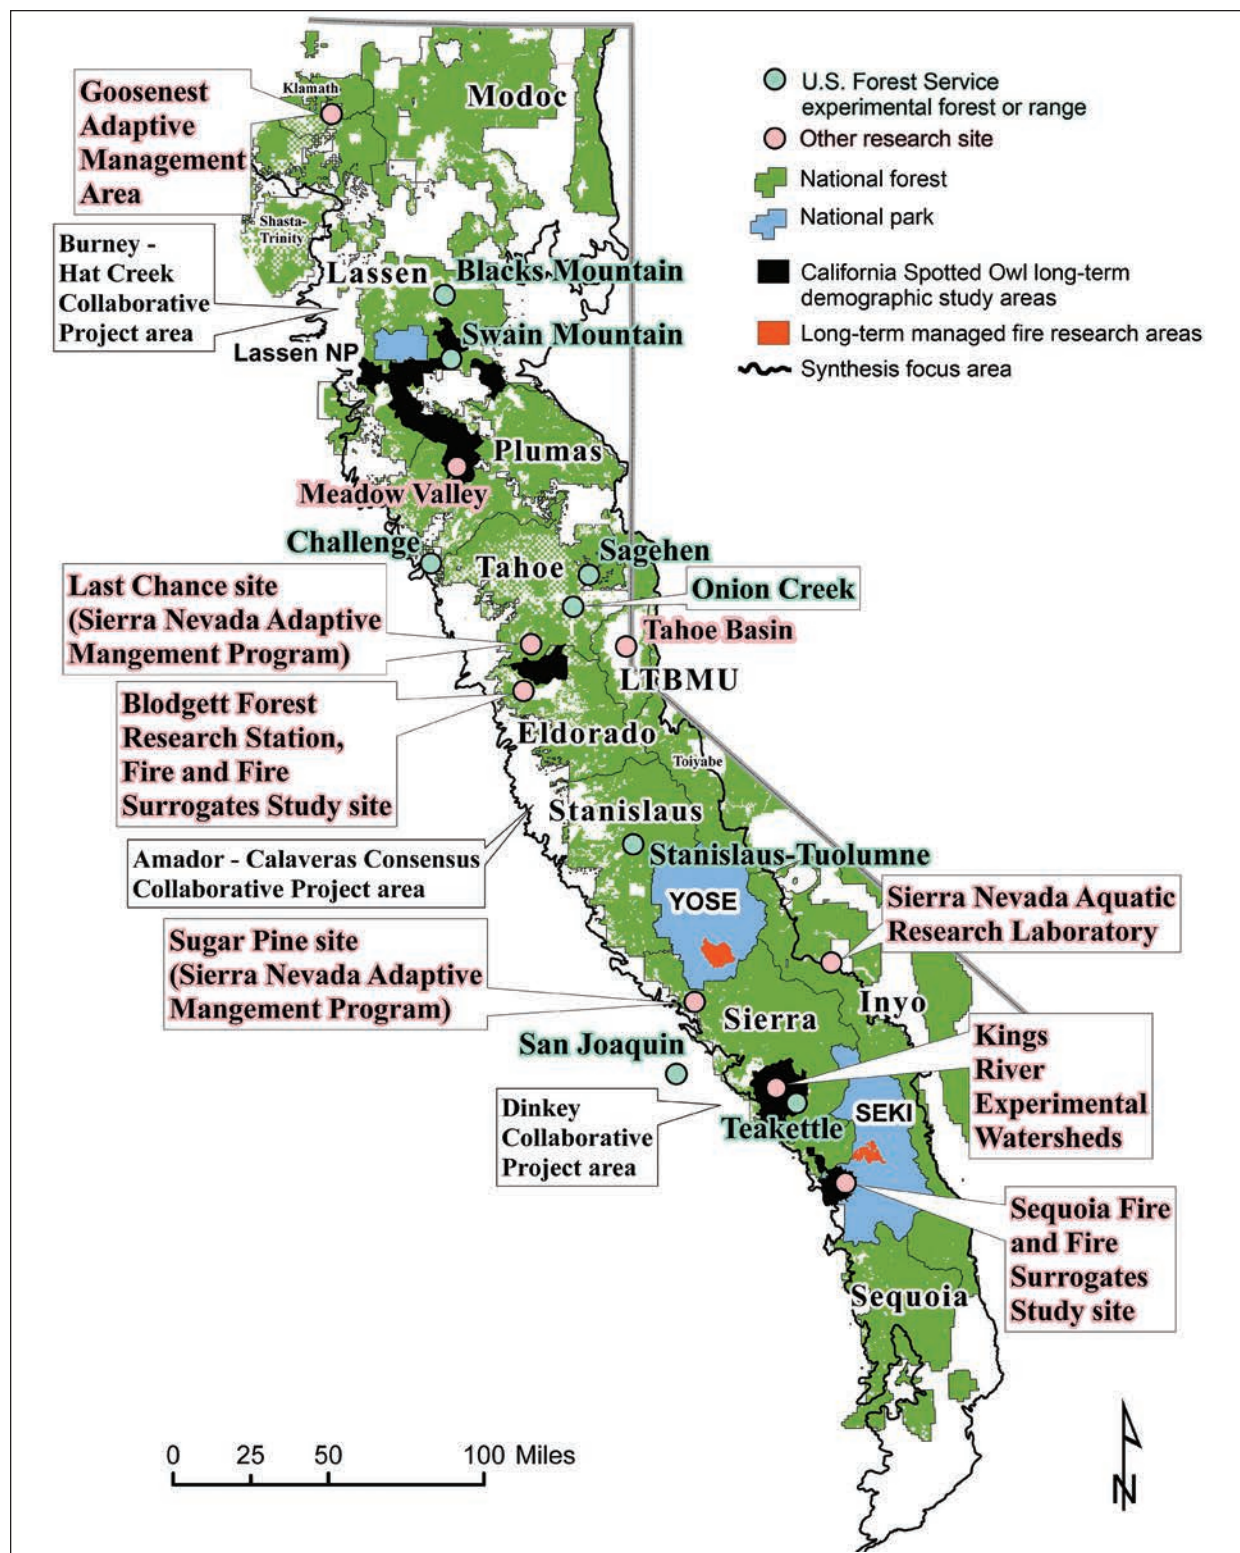 Goosenest
Adaptive
Management
Area
Klamath
Modoc
U.S. Forest Service
experimental forest or range
Other research site
National forest
National park
California Spotted Owl long-term
demographic study areas
Long-term managed fire research areas
Synthesis focus area
Shasta-
Trinity
Burney -
Hat Creek
Collaborative
Project area
Lassen
Blacks Mountain
Swain Mountain
Lassen NP
Plumas
Meadow Valley
Challenge
Tahoe
Sagehen
Onion Creek
Last Chance site
(Sierra Nevada Adaptive
Mangement Program)
Tahoe Basin
LTBMU
Blodgett Forest
Research Station,
Fire and Fire
Surrogates Study site
Eldorado
Toiyabe
Stanislaus
Stanislaus-Tuolumne
Amador - Calaveras Consensus
Collaborative Project area
YOSE
Sierra Nevada Aquatic
Research Laboratory
Sugar Pine site
(Sierra Nevada Adaptive
Mangement Program)
Inyo
Sierra
San Joaquin
Kings
River
Experimental
Watersheds
Dinkey
Collaborative
Project area
Teakettle
SEKI
Sequoia Fire
and Fire
Surrogates
Study site
Sequoia
0 25 50 100 Miles
N